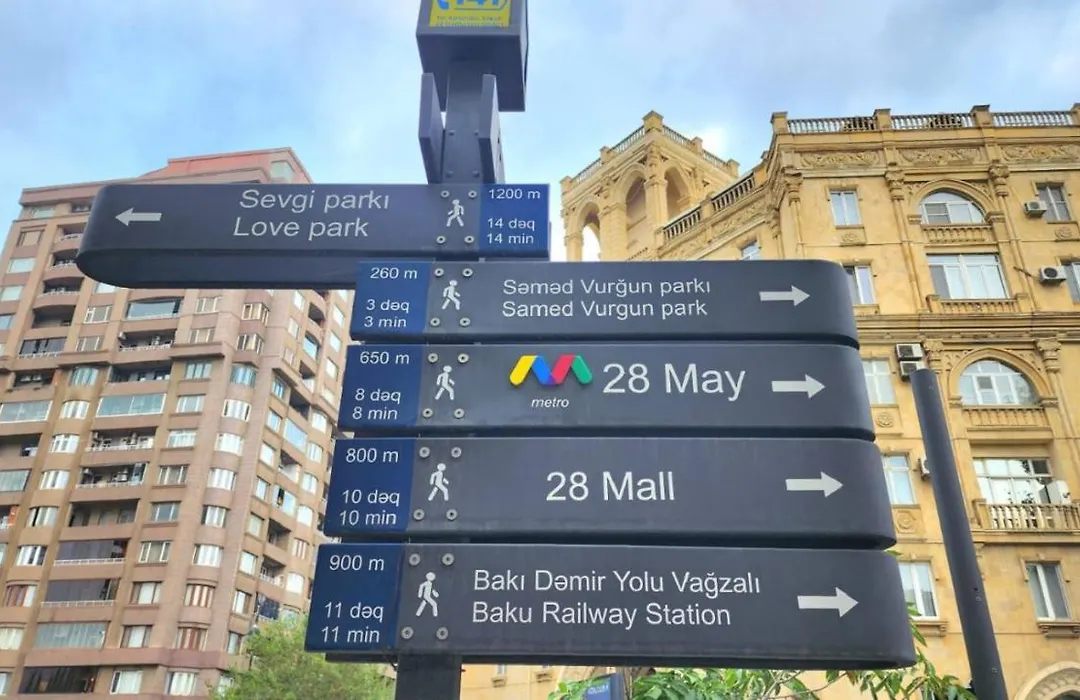 147
Sevgi parkı
Love park
1200 m
14 dəq
14 min
260 m
3 dəq
3 min
Səməd Vurğun parkı
Samed Vurgun park
650 m
8 dəq
8 min
metro
28 May
800 m
10 dəq
10 min
28 Mall
900 m
11 dəq
11 min
Bakı Dəmir Yolu Vağzalı
Baku Railway Station